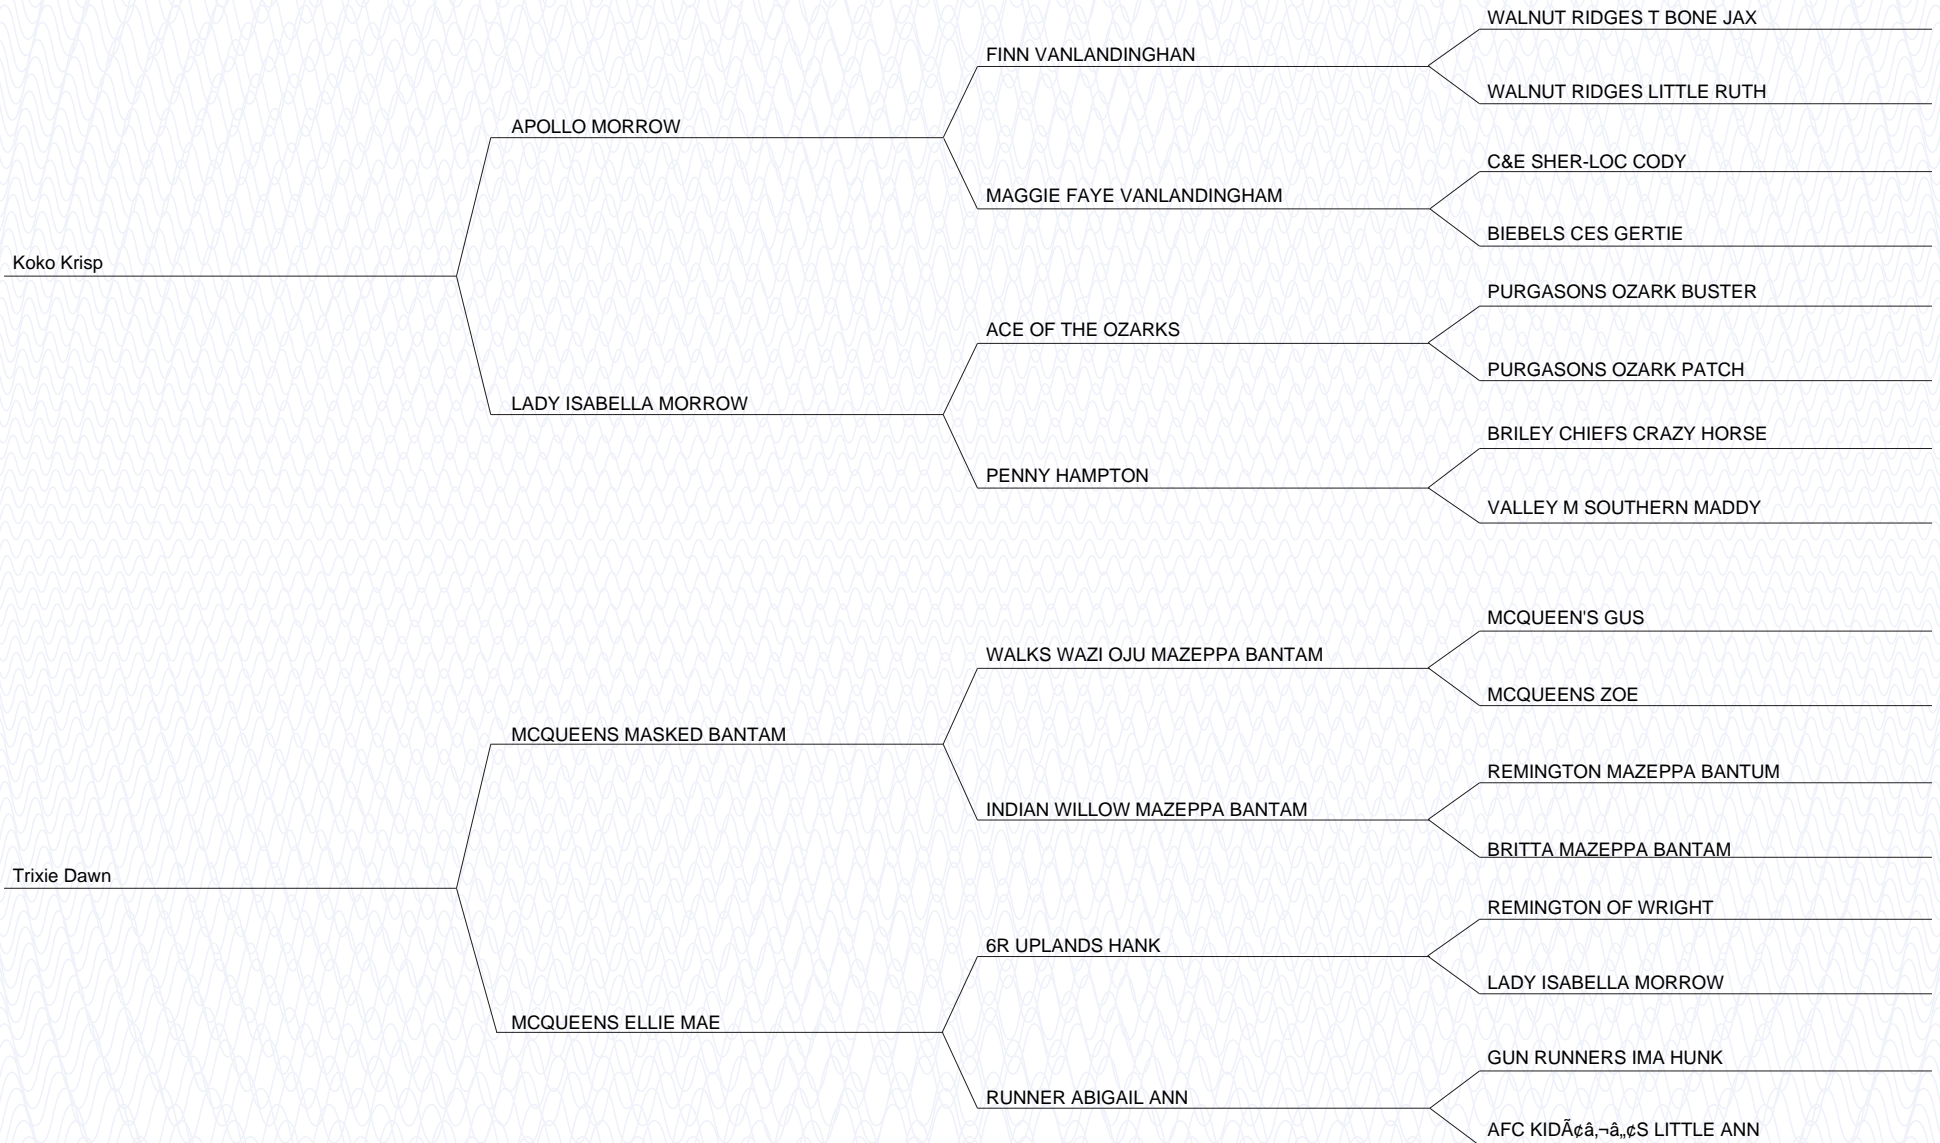 WALNUT RIDGES T BONE JAX
FINN VANLANDINGHAN
WALNUT RIDGES LITTLE RUTH
APOLLO MORROW
C&E SHER-LOC CODY
MAGGIE FAYE VANLANDINGHAM
BIEBELS CES GERTIE
Koko Krisp
PURGASONS OZARK BUSTER
ACE OF THE OZARKS
PURGASONS OZARK PATCH
LADY ISABELLA MORROW
BRILEY CHIEFS CRAZY HORSE
PENNY HAMPTON
VALLEY M SOUTHERN MADDY
MCQUEEN'S GUS
WALKS WAZI OJU MAZEPPA BANTAM
MCQUEENS ZOE
MCQUEENS MASKED BANTAM
REMINGTON MAZEPPA BANTUM
INDIAN WILLOW MAZEPPA BANTAM
BRITTA MAZEPPA BANTAM
Trixie Dawn
REMINGTON OF WRIGHT
6R UPLANDS HANK
LADY ISABELLA MORROW
MCQUEENS ELLIE MAE
GUN RUNNERS IMA HUNK
RUNNER ABIGAIL ANN
AFC KIDÃ¢â‚¬â„¢S LITTLE ANN